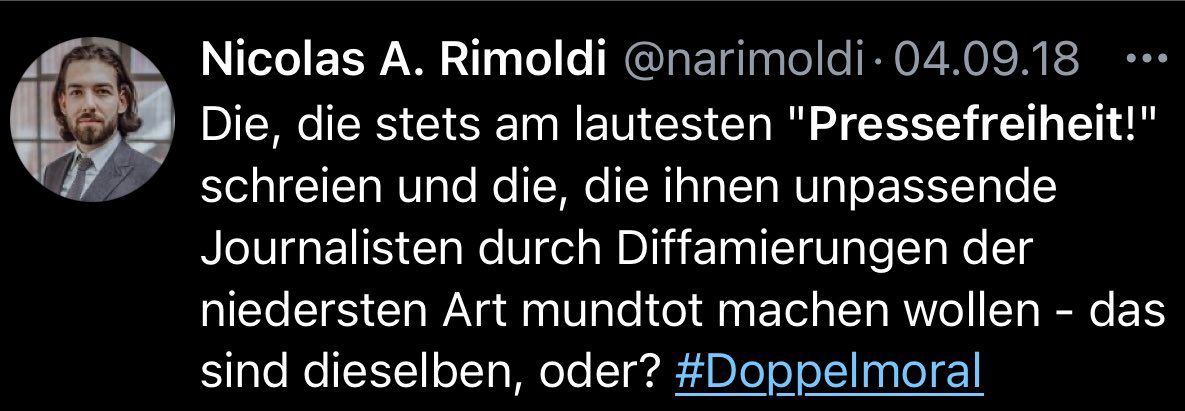 Nicolas A. Rimoldi @narimoldi · 04.09.18 ···
Die, die stets am lautesten "Pressefreiheit!"
schreien und die, die ihnen unpassende
Journalisten durch Diffamierungen der
niedersten Art mundtot machen wollen - das
sind dieselben, oder? #Doppelmoral